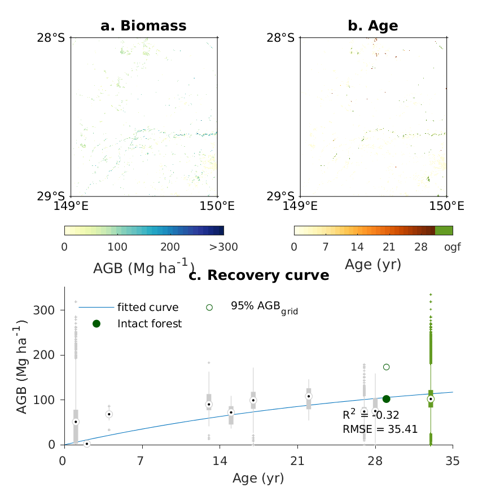 a. Biomass
b. Age
28°S
28°S
29°S
29°S
149°E
150°E
149°E
150°E
0
100
200
>300
0
7
14
21
28
ogf
AGB (Mg ha⁻¹)
Age (yr)
c. Recovery curve
300
200
100
0
AGB (Mg ha⁻¹)
fitted curve
Intact forest
95% AGB_grid
R² = -0.32
RMSE = 35.41
0
7
14
21
28
35
Age (yr)